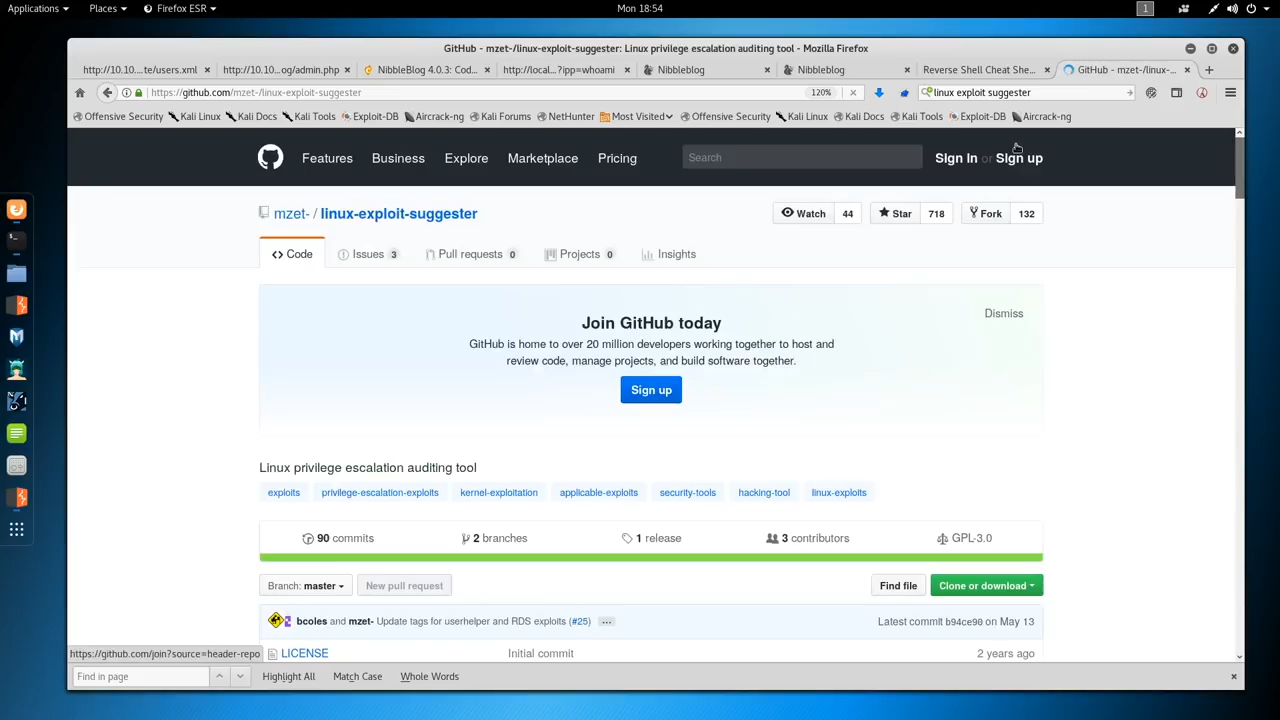 Applications Places Firefox ESR Mon 18:54 1
GitHub - mzet-/linux-exploit-suggester: Linux privilege escalation auditing tool - Mozilla Firefox
http://10.10....te/users.xml http://10.10...og/admin.php NibbleBlog 4.0.3: Cod... http://local...?ipp=whoami Nibbleblog Nibbleblog Reverse Shell Cheat She... GitHub - mzet-/linux-...
https://github.com/mzet-/linux-exploit-suggester 120% linux exploit suggester
Offensive Security Kali Linux Kali Docs Kali Tools Exploit-DB Aircrack-ng Kali Forums NetHunter Most Visited Offensive Security Kali Linux Kali Docs Kali Tools Exploit-DB Aircrack-ng
Features Business Explore Marketplace Pricing Search Sign in or Sign up
mzet- / linux-exploit-suggester Watch 44 Star 718 Fork 132
Code Issues 3 Pull requests 0 Projects 0 Insights
Join GitHub today Dismiss
GitHub is home to over 20 million developers working together to host and
review code, manage projects, and build software together.
Sign up
Linux privilege escalation auditing tool
exploits privilege-escalation-exploits kernel-exploitation applicable-exploits security-tools hacking-tool linux-exploits
90 commits 2 branches 1 release 3 contributors GPL-3.0
Branch: master New pull request Find file Clone or download
bcoles and mzet- Update tags for userhelper and RDS exploits (#25) ... Latest commit b94ce90 on May 13
https://github.com/join?source=header-repo LICENSE Initial commit 2 years ago
Find in page Highlight All Match Case Whole Words